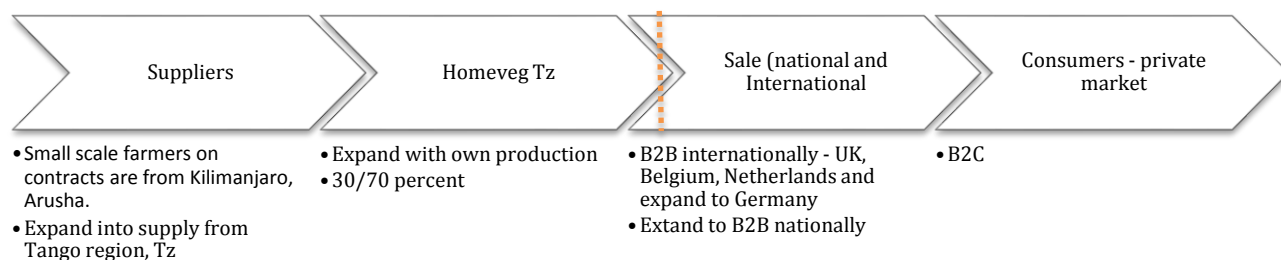 Suppliers
Homeveg Tz
Sale (national and
International
Consumers - private
market
•Small scale farmers on
contracts are from Kilimanjaro,
Arusha.
•Expand into supply from
Tango region, Tz
•Expand with own production
•30/70 percent
•B2B internationally - UK,
Belgium, Netherlands and
expand to Germany
•Extand to B2B nationally
•B2C